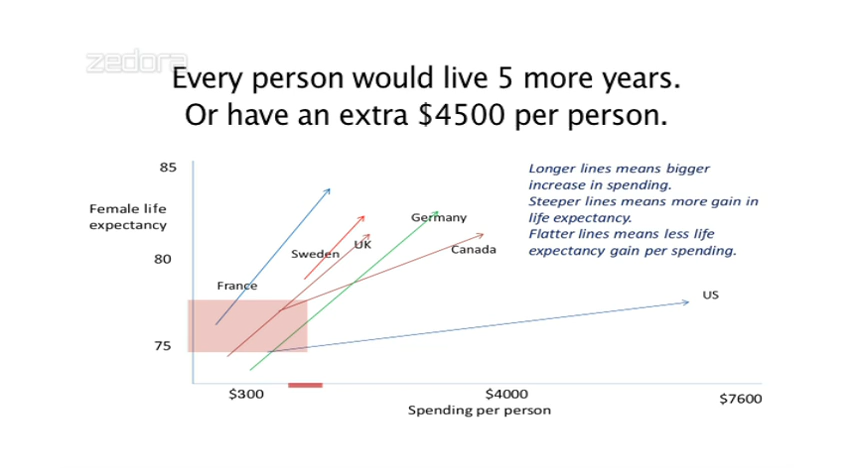 zedora
Every person would live 5 more years.
Or have an extra $4500 per person.
85
Female life
expectancy
80
75
Longer lines means bigger
increase in spending.
Steeper lines means more gain in
life expectancy.
Flatter lines means less life
expectancy gain per spending.
Germany
UK
Sweden
Canada
France
US
$300
$4000
$7600
Spending per person